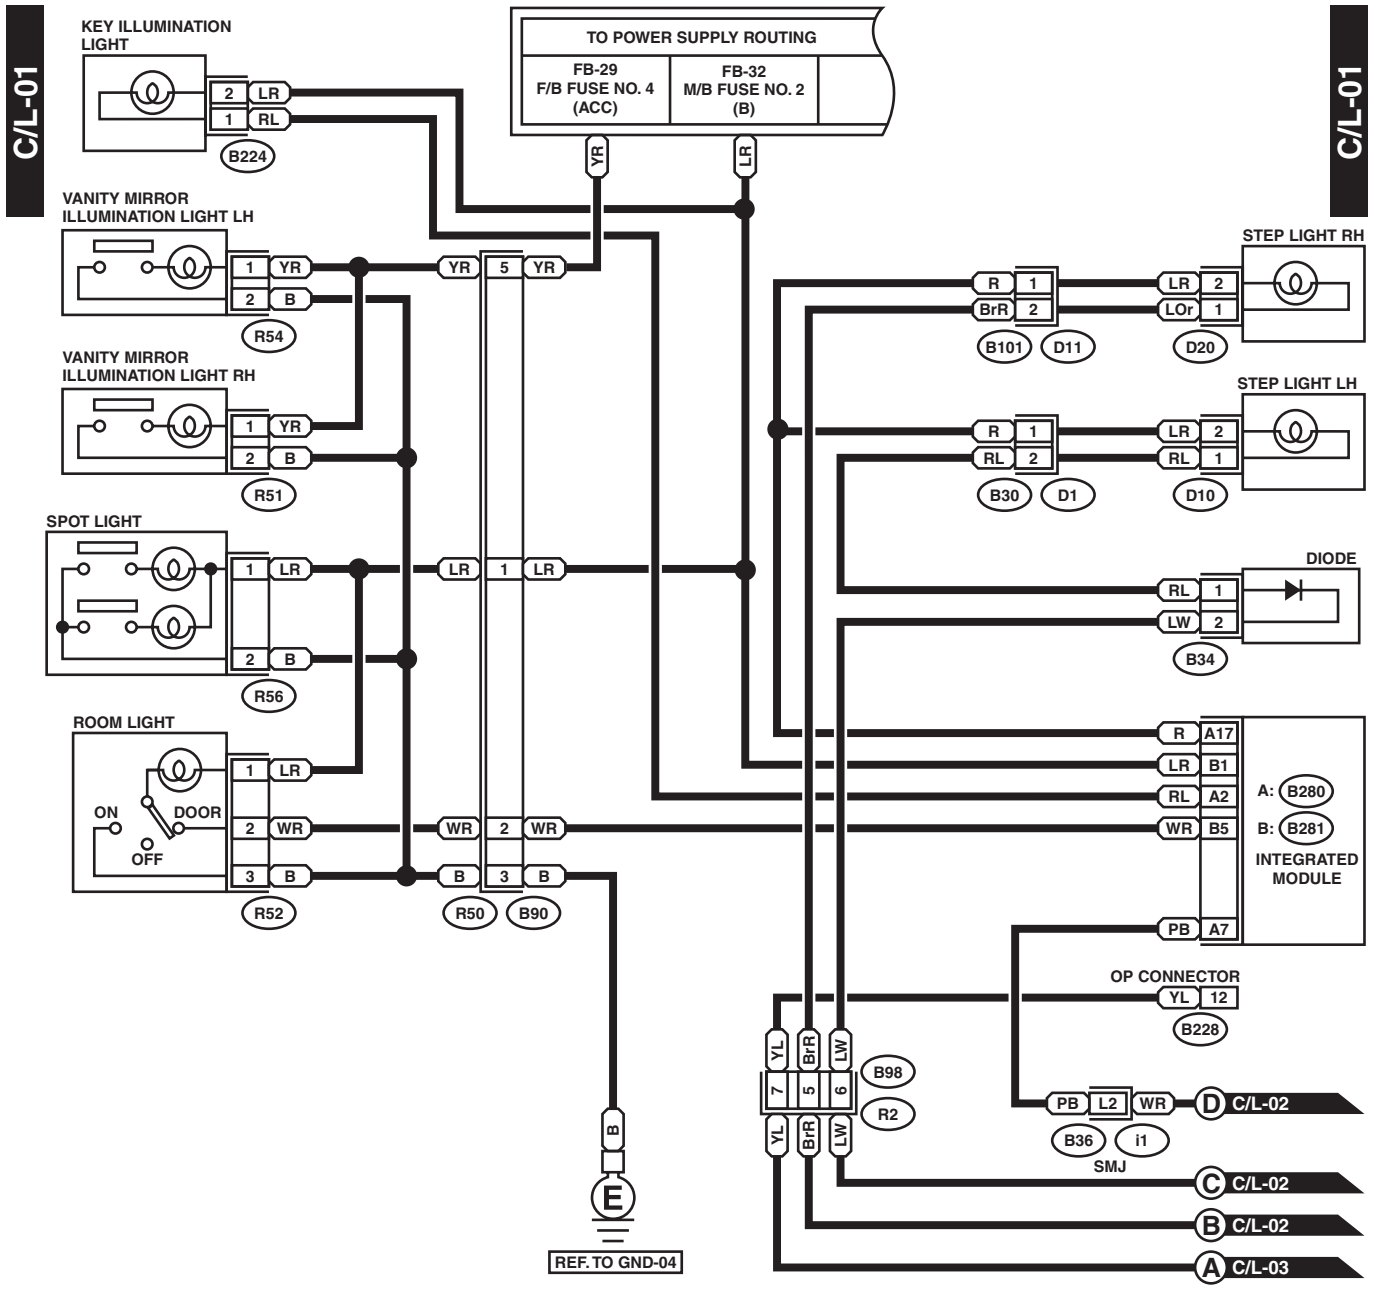 C/L-01
C/L-01
KEY ILLUMINATION
LIGHT
2 LR
1 RL
B224
TO POWER SUPPLY ROUTING
FB-29
F/B FUSE NO. 4
(ACC)
FB-32
M/B FUSE NO. 2
(B)
YR
LR
VANITY MIRROR
ILLUMINATION LIGHT LH
1 YR
2 B
R54
YR 5 YR
VANITY MIRROR
ILLUMINATION LIGHT RH
1 YR
2 B
R51
SPOT LIGHT
1 LR
2 B
R56
LR 1 LR
ROOM LIGHT
ON
DOOR
OFF
1 LR
2 WR
3 B
R52
WR 2 WR
B 3 B
R50
B90
B
E
REF. TO GND-04
STEP LIGHT RH
R 1
BrR 2
B101
D11
LR 2
LOr 1
D20
STEP LIGHT LH
R 1
RL 2
B30
D1
LR 2
RL 1
D10
DIODE
RL 1
LW 2
B34
R A17
LR B1
RL A2
WR B5
PB A7
A: B280
B: B281
INTEGRATED
MODULE
OP CONNECTOR
YL 12
B228
YL BrR LW
7 5 6
YL BrR LW
B98
R2
PB L2 WR
B36
i1
SMJ
D C/L-02
C C/L-02
B C/L-02
A C/L-03